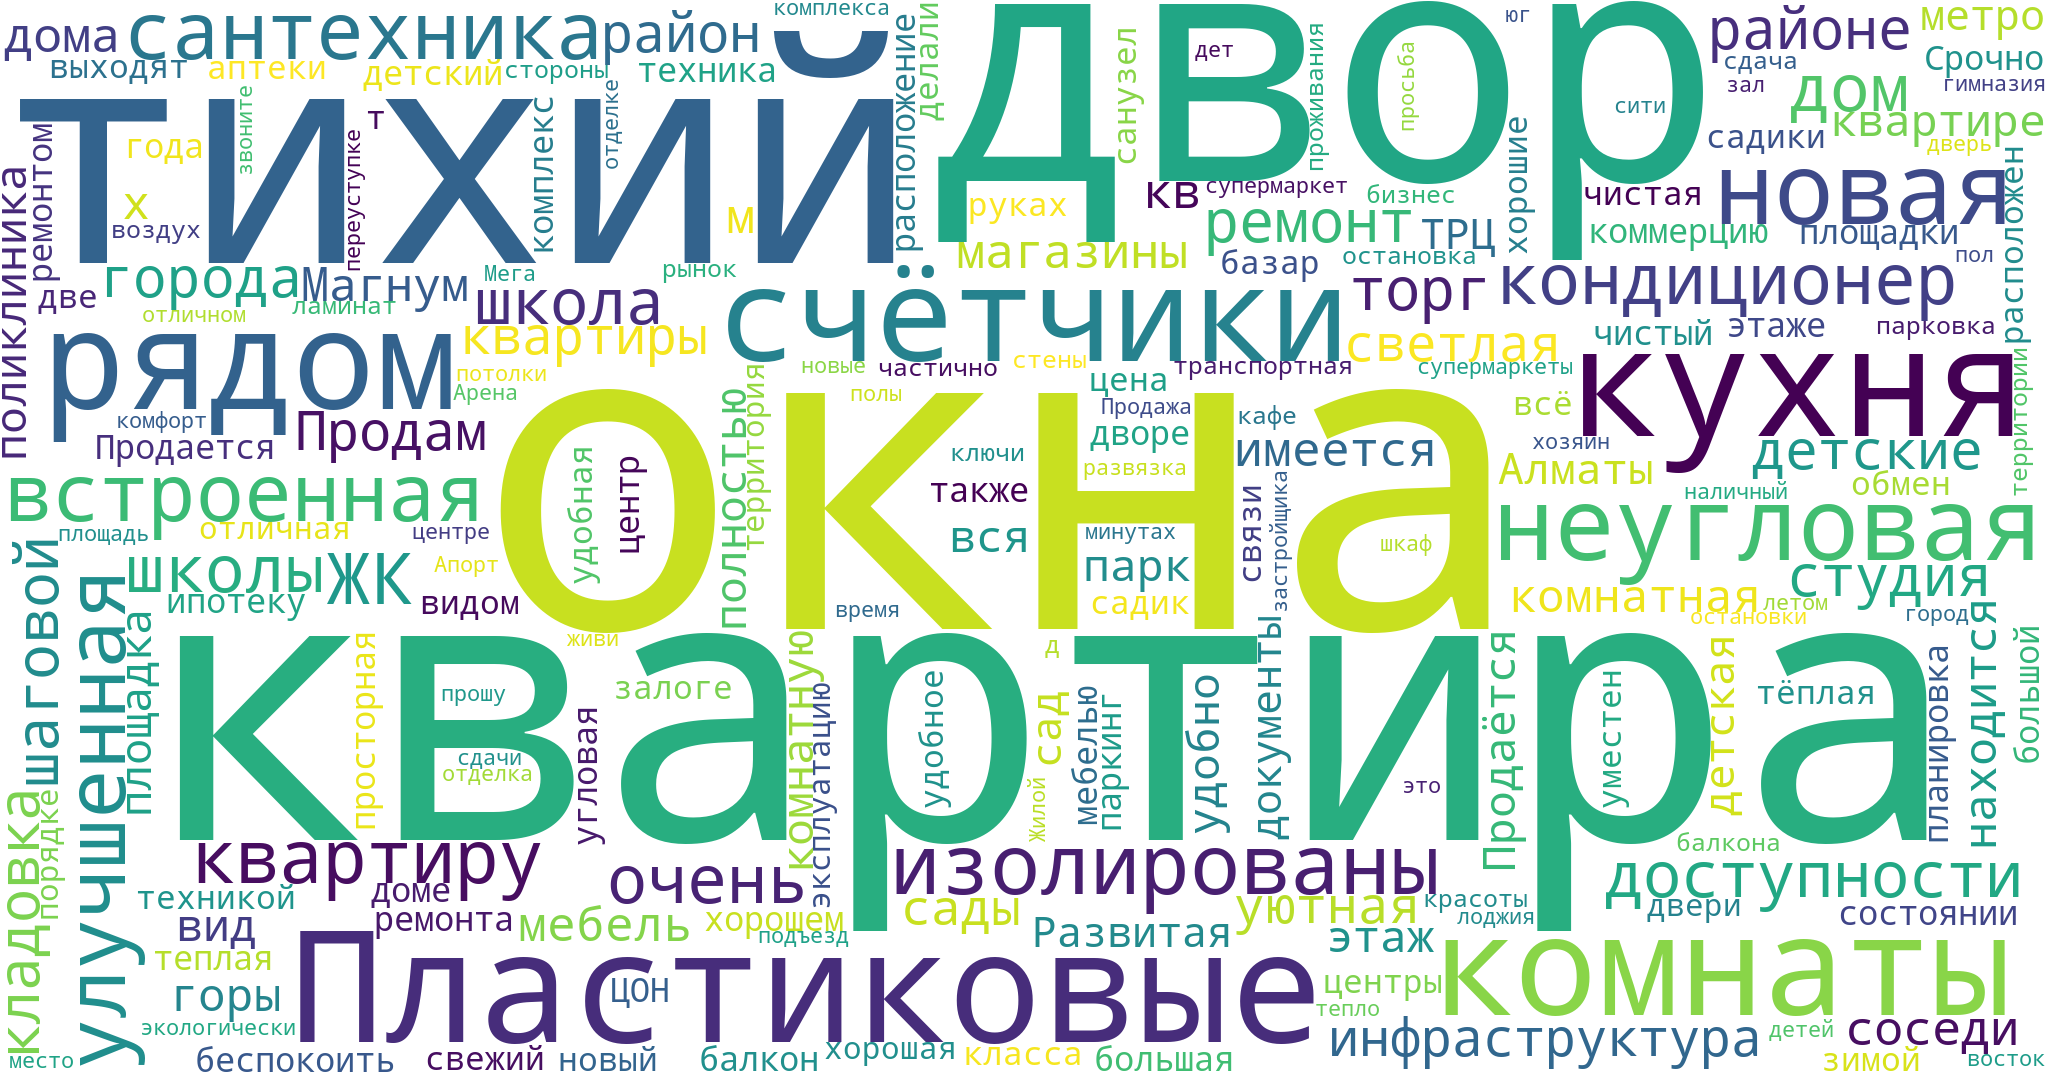 комплекса
юг
дома
сантехника
район
двор
районе
метро
выходят
аптеки
детский
стороны
техника
расположение
делали
санузел
дет
проживания
просьба
сдача
Срочно
тихий
зал
гимназия
дом
сити
года
звоните
т
переуступке
комплекс
отделке
хорошие
садики
квартире
дверь
поликлиника
ремонтом
х
воздух
м
руках
кв
супермаркет
бизнес
чистая
новая
расположен
магазины
ремонт
ТРЦ
коммерцию
площадки
города
Магнум
Мега
рынок
базар
остановка
пол
две
ламинат
школа
счётчики
торг
кондиционер
отличном
рядом
квартиры
светлая
чистый
этаже
парковка
новые
частично
стены
транспортная
супермаркеты
кухня
территории
потолки
Арена
полностью
территория
полы
цена
Продажа
кафе
всё
комфорт
Продам
Продается
окна
дворе
имеется
хозяин
детские
удобная
центр
ключи
развязка
Алматы
обмен
встроенная
также
связи
застройщика
наличный
площадь
отличная
центре
вся
минутах
шкаф
неугловая
шаговой
улучшенная
школы
ЖК
Апорт
парк
студия
ипотеку
видом
время
садик
комнатная
летом
остановки
город
площадка
просторная
живи
комнатную
д
документы
Продаётся
детская
планировка
находится
большой
квартира
прошу
залоге
эксплуатацию
удобное
сад
мебелью
паркинг
удобно
уместен
тёплая
сдачи
отделка
угловая
Жилой
это
кладовка
порядке
квартиру
очень
изолированы
балкона
доступности
техникой
доме
красоты
двери
состоянии
вид
ремонта
мебель
хорошем
сады
уютная
лоджия
подъезд
Развитая
этаж
теплая
Пластиковые
комнаты
горы
ЦОН
центры
тепло
экологически
инфраструктура
детей
соседи
место
беспокоить
свежий
новый
балкон
хорошая
класса
большая
зимой
восток